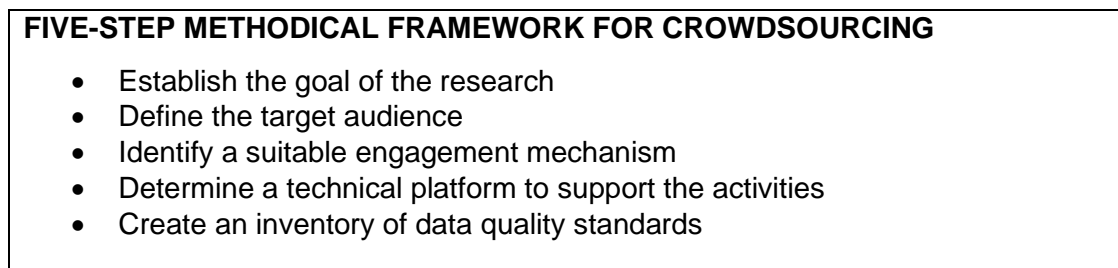 FIVE-STEP METHODICAL FRAMEWORK FOR CROWDSOURCING
• Establish the goal of the research
• Define the target audience
• Identify a suitable engagement mechanism
• Determine a technical platform to support the activities
• Create an inventory of data quality standards